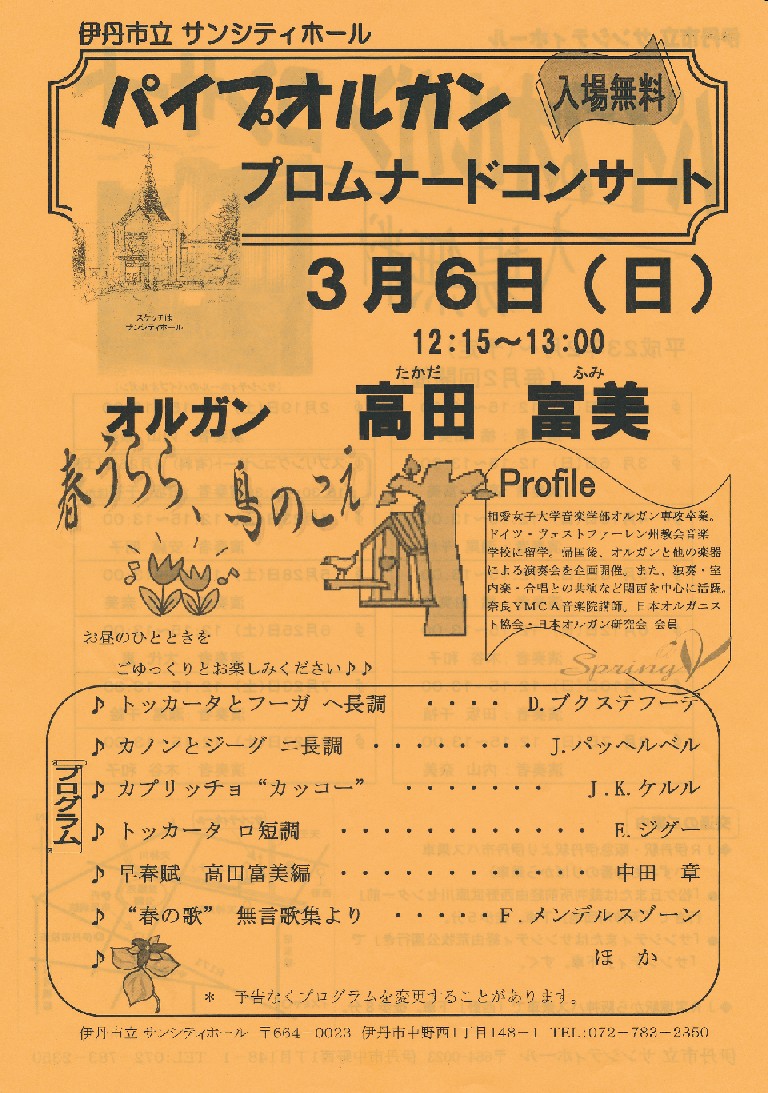 伊丹市立 サンシティホール
パイプオルガン
入場無料
プロムナードコンサート
スケッチは
サンシティホール
3月6日(日)
12:15～13:00
たかだ ふみ
オルガン 高田 富美
春うらら、鳥のこえ
Profile
相愛女子大学音楽学部オルガン専攻卒業。
ドイツ・ヴェストファーレン州教会音楽
学校に留学。帰国後、オルガンと他の楽器
による演奏会を企画開催。また、独奏・室
内楽・合唱との共演など関西を中心に活躍。
奈良YMCA音楽院講師。日本オルガニス
ト協会・日本オルガン研究会 会員
Spring
お昼のひとときを
ごゆっくりとお楽しみください♪♪
プログラム
♪ トッカータとフーガ ヘ長調 ････ D.ブクステフーデ
♪ カノンとジーグ ニ長調 ･･･････ J.パッヘルベル
♪ カプリッチョ“カッコー” ･･････ J.K.ケルル
♪ トッカータ ロ短調 ････････････ E.ジグー
♪ 早春賦 高田富美編 ････････････ 中田 章
♪ “春の歌” 無言歌集より ･････ F.メンデルスゾーン
♪ ほか
* 予告なくプログラムを変更することがあります。
伊丹市立 サンシティホール 〒664-0023 伊丹市中野西1丁目148-1 TEL:072-783-2350